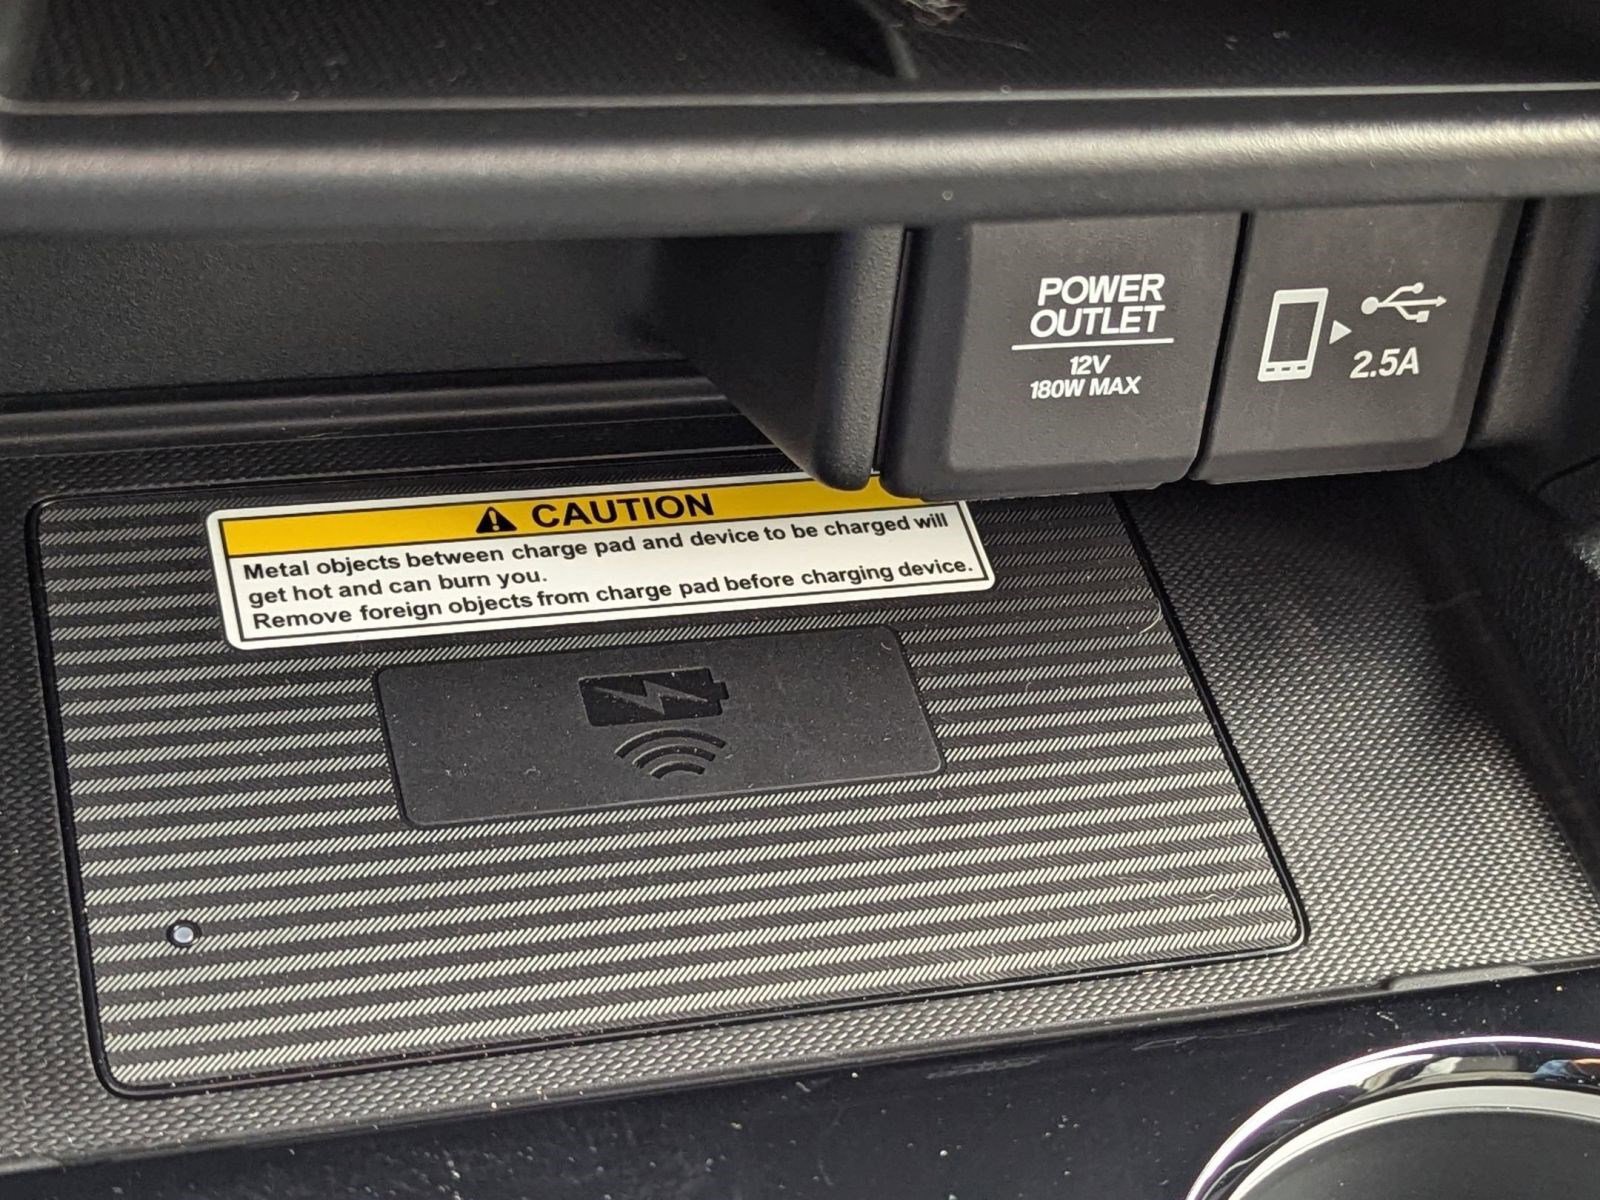 POWER
OUTLET
12V
180W MAX
2.5A
CAUTION
Metal objects between charge pad and device to be charged will
get hot and can burn you.
Remove foreign objects from charge pad before charging device.